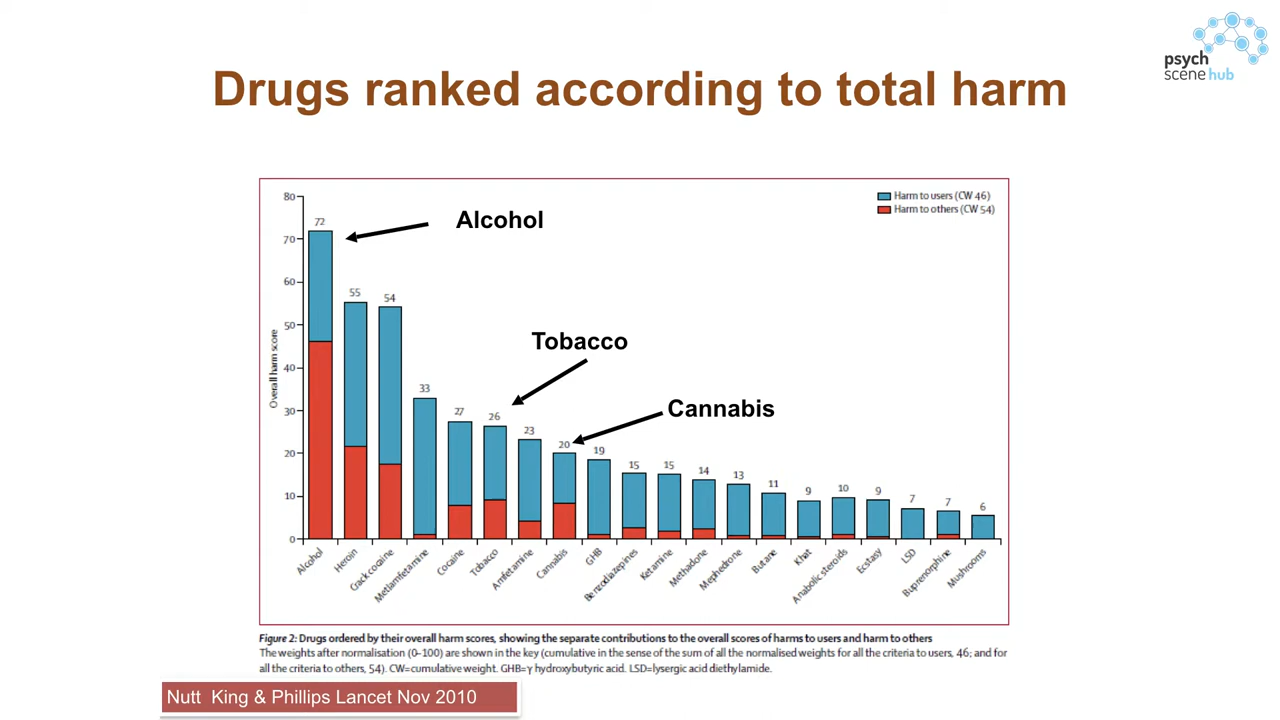 psych
scene hub
Drugs ranked according to total harm
Harm to users (CW 46)
Harm to others (CW 54)
Alcohol
Tobacco
Cannabis
Overall harm score
80
70
60
50
40
30
20
10
0
72
55
54
33
27
26
23
20
19
15
15
14
13
11
9
10
9
7
7
6
Alcohol
Heroin
Crack cocaine
Metlamfetamine
Cocaine
Tobacco
Amfetamine
Cannabis
GHB
Benzodiazepines
Ketamine
Methadone
Mephedrone
Butane
Khat
Anabolic steroids
Ecstasy
LSD
Buprenorphine
Mushrooms
Figure 2: Drugs ordered by their overall harm scores, showing the separate contributions to the overall scores of harms to users and harm to others
The weights after normalisation (0–100) are shown in the key (cumulative in the sense of the sum of all the normalised weights for all the criteria to users, 46; and for
all the criteria to others, 54). CW=cumulative weight. GHB=γ hydroxybutyric acid. LSD=lysergic acid diethylamide.
Nutt King & Phillips Lancet Nov 2010